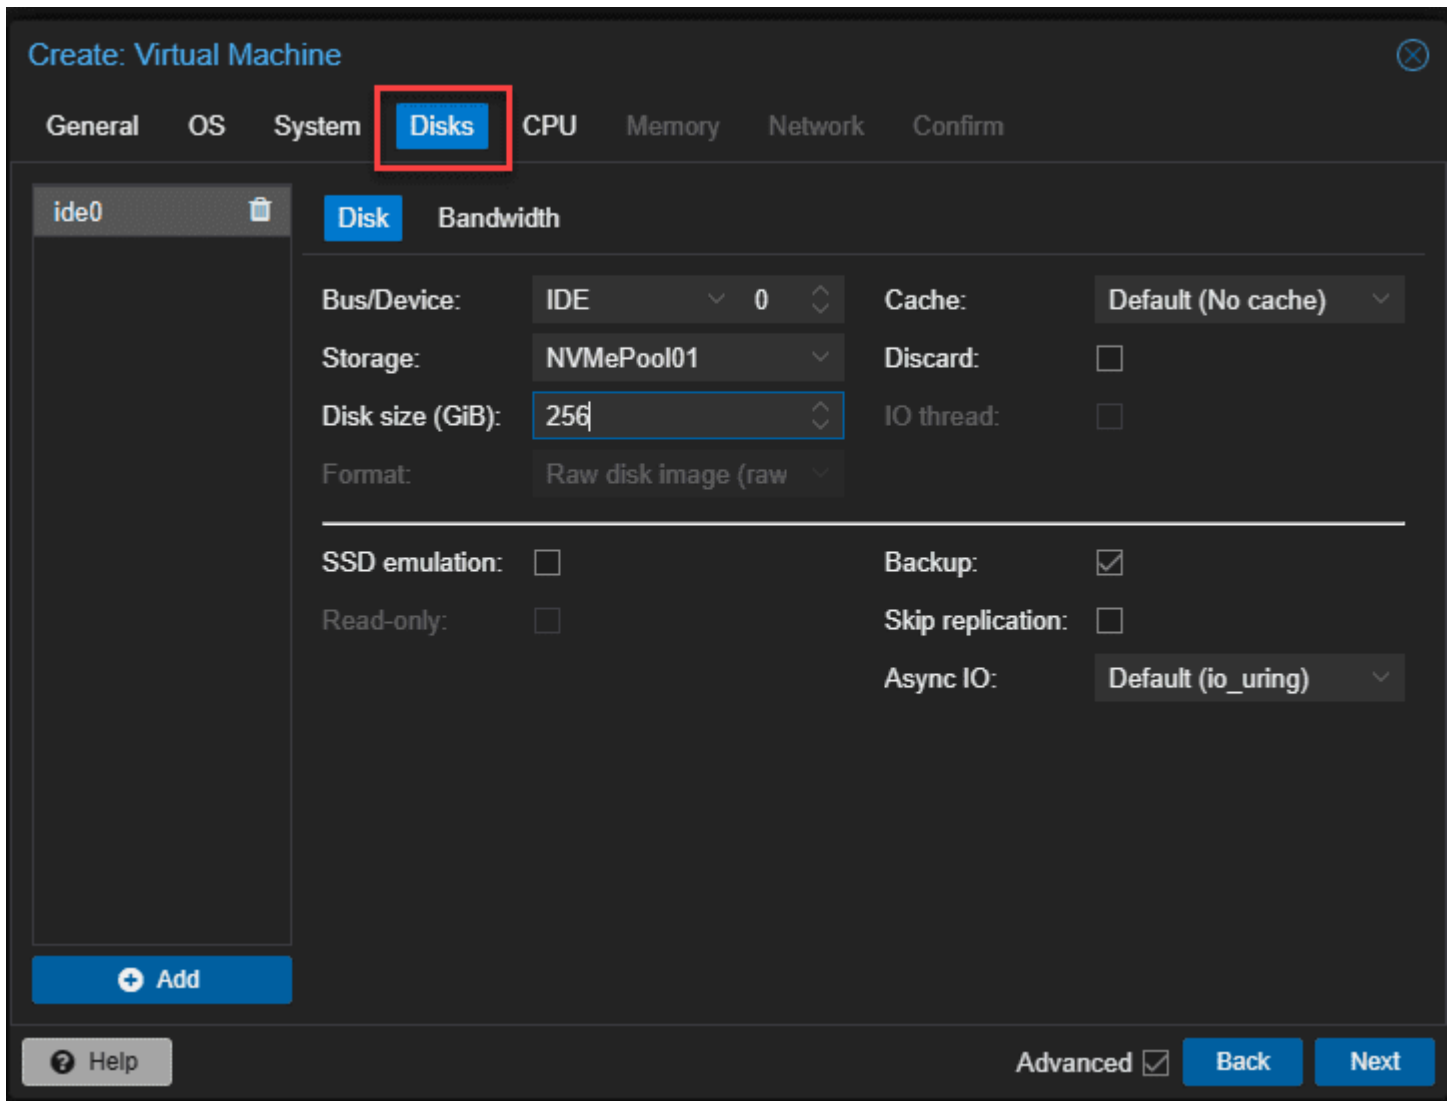 Create: Virtual Machine
General OS System Disks CPU Memory Network Confirm
ide0
Disk Bandwidth
Bus/Device: IDE 0 Cache: Default (No cache)
Storage: NVMePool01 Discard:
Disk size (GiB): 256 IO thread:
Format: Raw disk image (raw
SSD emulation: Backup:
Read-only: Skip replication:
Async IO: Default (io_uring)
Add
Help Advanced Back Next